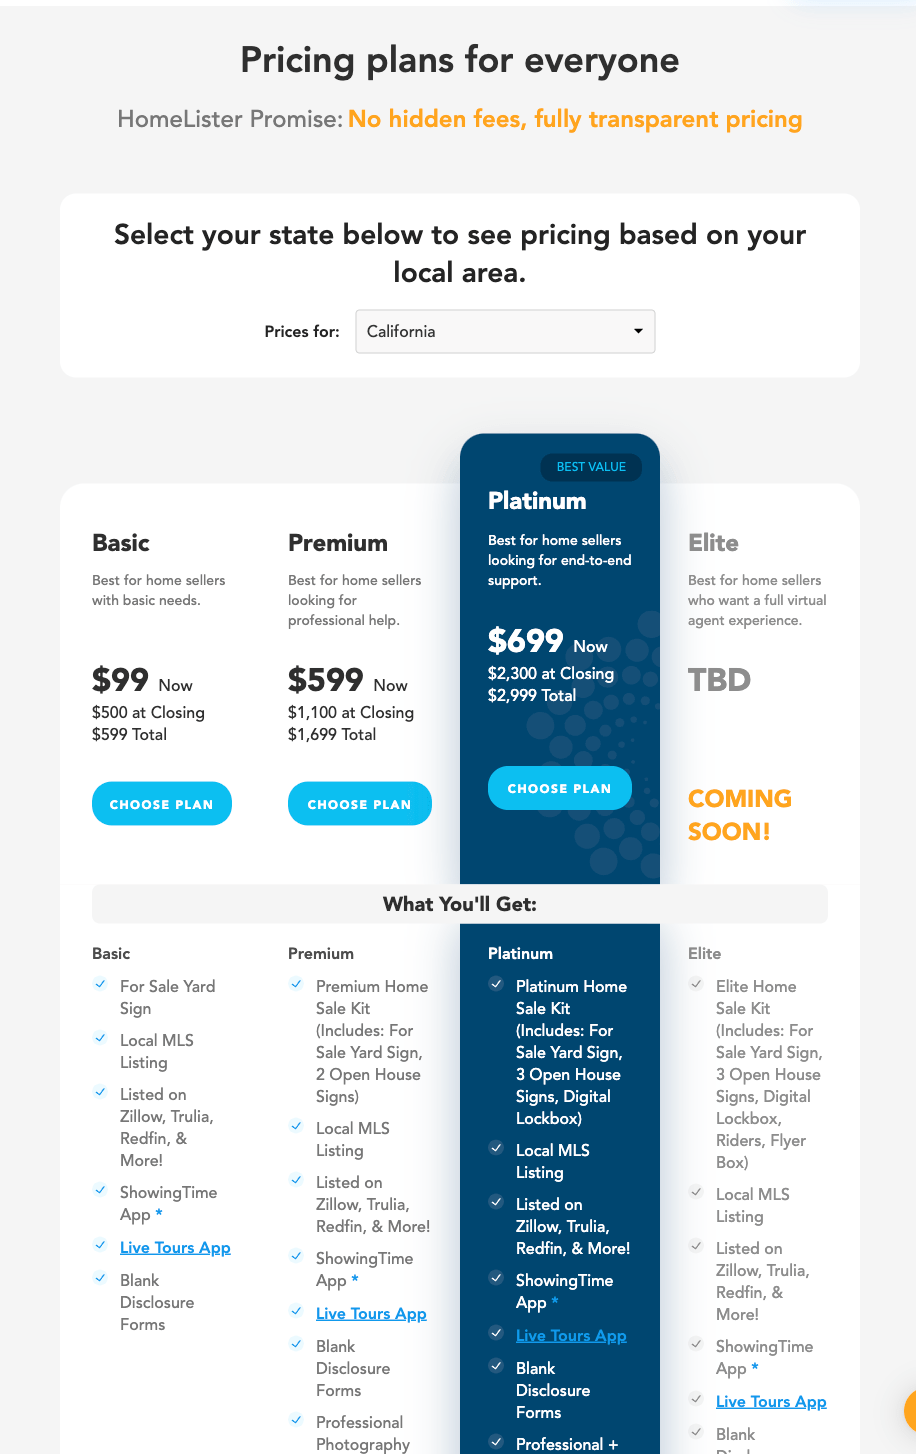 Pricing plans for everyone
HomeLister Promise: No hidden fees, fully transparent pricing
Select your state below to see pricing based on your
local area.
Prices for: California
Basic
Best for home sellers
with basic needs.
$99 Now
$500 at Closing
$599 Total
CHOOSE PLAN
Premium
Best for home sellers
looking for
professional help.
$599 Now
$1,100 at Closing
$1,699 Total
CHOOSE PLAN
BEST VALUE
Platinum
Best for home sellers
looking for end-to-end
support.
$699 Now
$2,300 at Closing
$2,999 Total
CHOOSE PLAN
Elite
Best for home sellers
who want a full virtual
agent experience.
TBD
COMING
SOON!
What You'll Get:
Basic
For Sale Yard
Sign
Local MLS
Listing
Listed on
Zillow, Trulia,
Redfin, &
More!
ShowingTime
App *
Live Tours App
Blank
Disclosure
Forms
Premium
Premium Home
Sale Kit
(Includes: For
Sale Yard Sign,
2 Open House
Signs)
Local MLS
Listing
Listed on
Zillow, Trulia,
Redfin, & More!
ShowingTime
App *
Live Tours App
Blank
Disclosure
Forms
Professional
Photography
Platinum
Platinum Home
Sale Kit
(Includes: For
Sale Yard Sign,
3 Open House
Signs, Digital
Lockbox)
Local MLS
Listing
Listed on
Zillow, Trulia,
Redfin, & More!
ShowingTime
App *
Live Tours App
Blank
Disclosure
Forms
Professional +
Elite
Elite Home
Sale Kit
(Includes: For
Sale Yard Sign,
3 Open House
Signs, Digital
Lockbox,
Riders, Flyer
Box)
Local MLS
Listing
Listed on
Zillow, Trulia,
Redfin, &
More!
ShowingTime
App *
Live Tours App
Blank